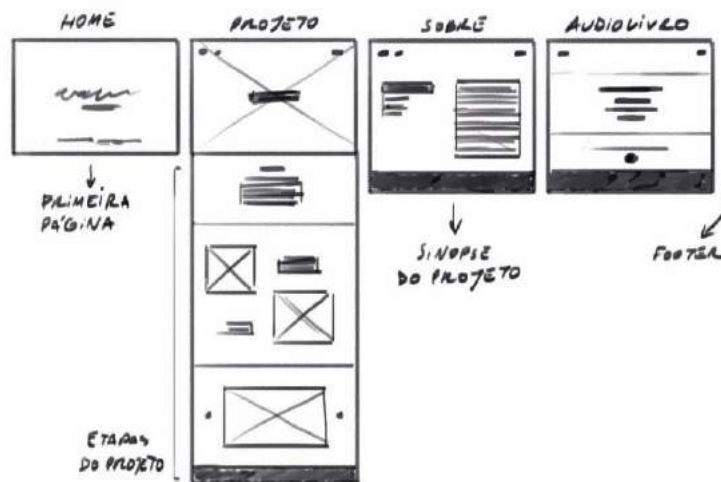 HOME
PROJETO
SOBRE
AUDIOLIVRO
PRIMEIRA
PÁGINA
SINOPSE
DO PROJETO
FOOTER
ETAPAS
DO PROJETO